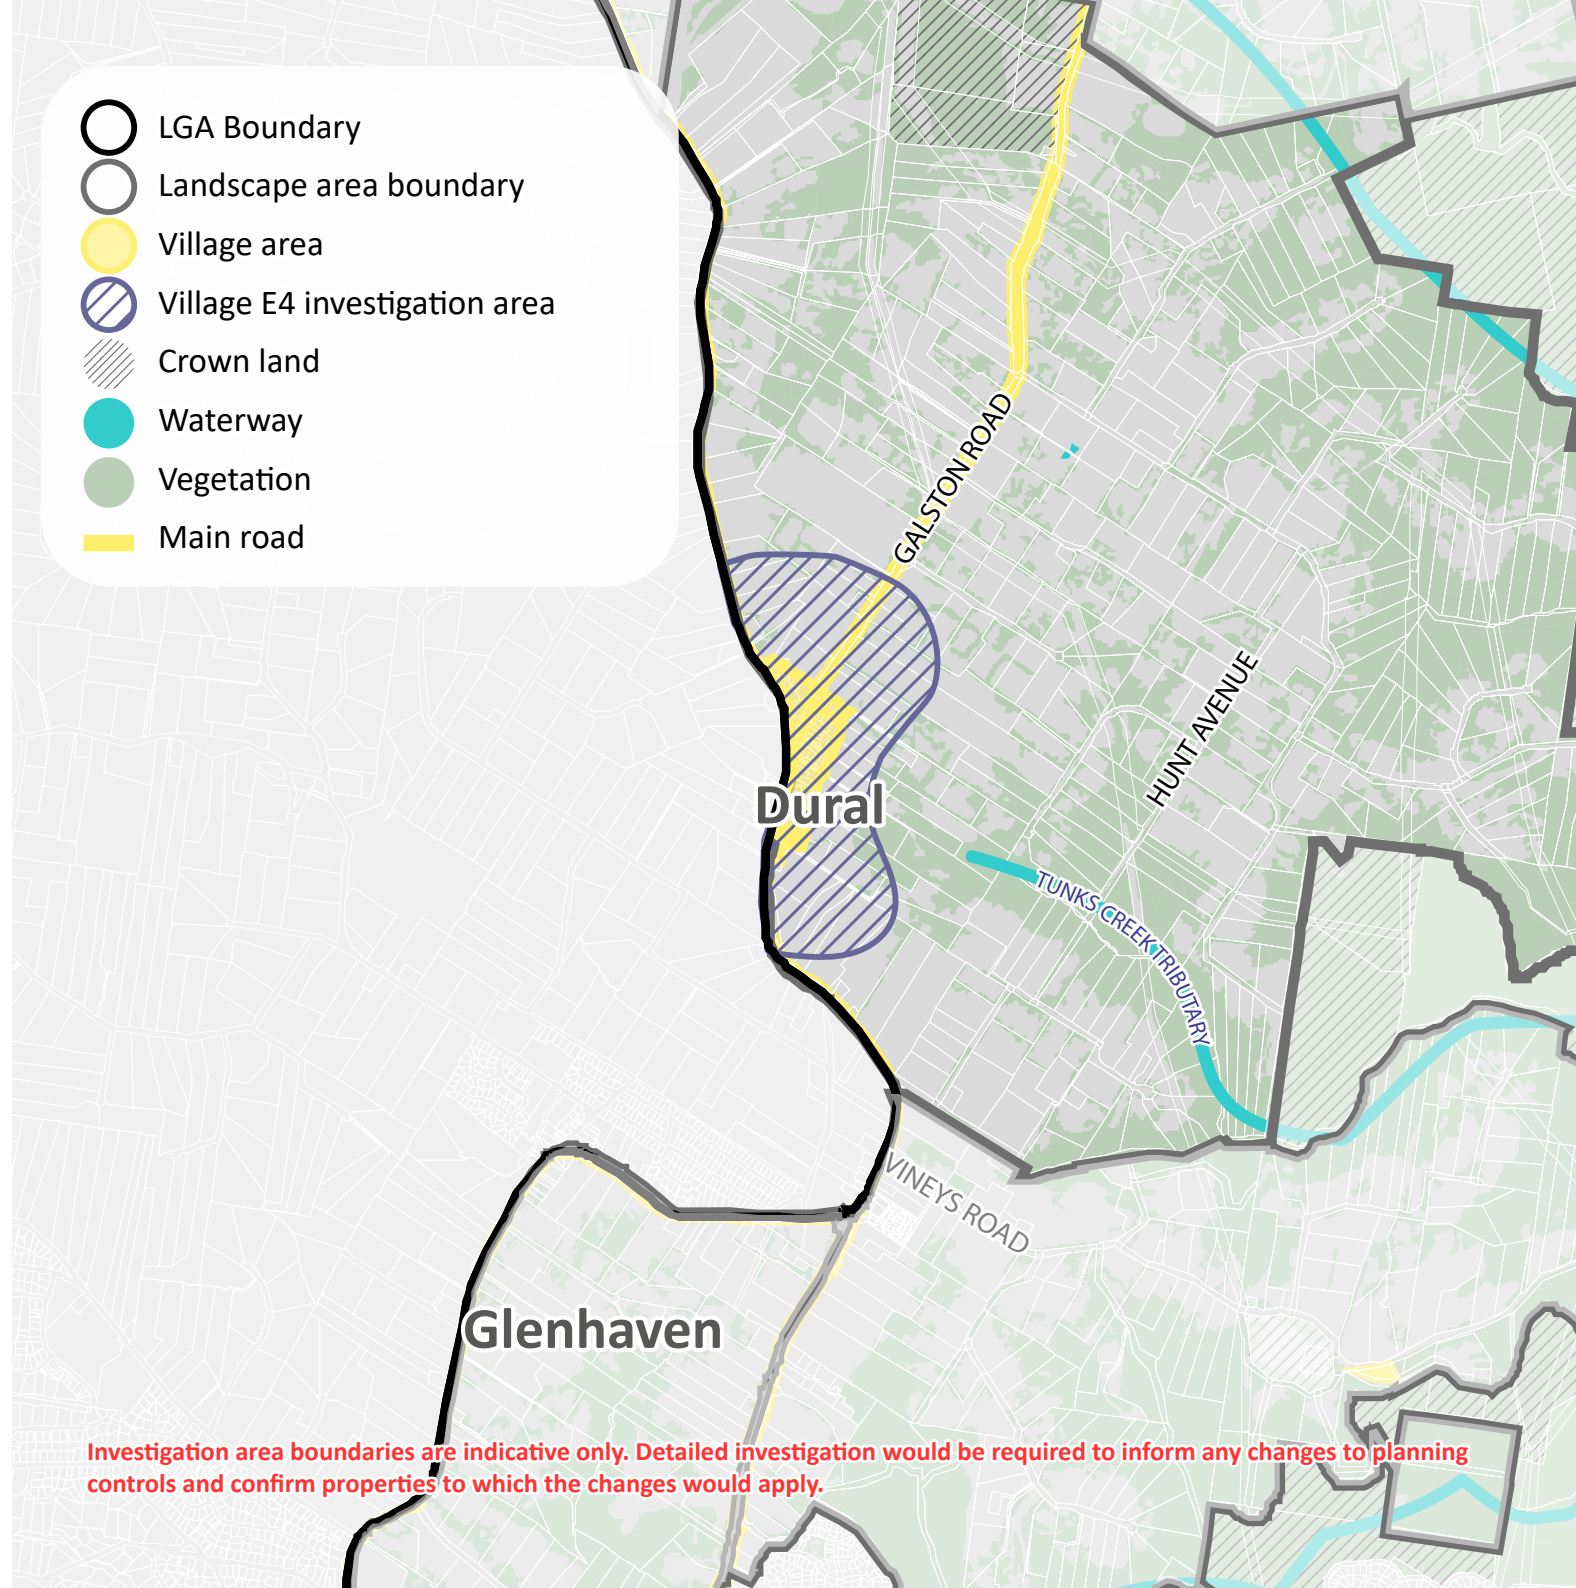 LGA Boundary
Landscape area boundary
Village area
Village E4 investigation area
Crown land
Waterway
Vegetation
Main road
GALSTON ROAD
HUNT AVENUE
Dural
TUNKS CREEK TRIBUTARY
VINEYS ROAD
Glenhaven
Investigation area boundaries are indicative only. Detailed investigation would be required to inform any changes to planning
controls and confirm properties to which the changes would apply.